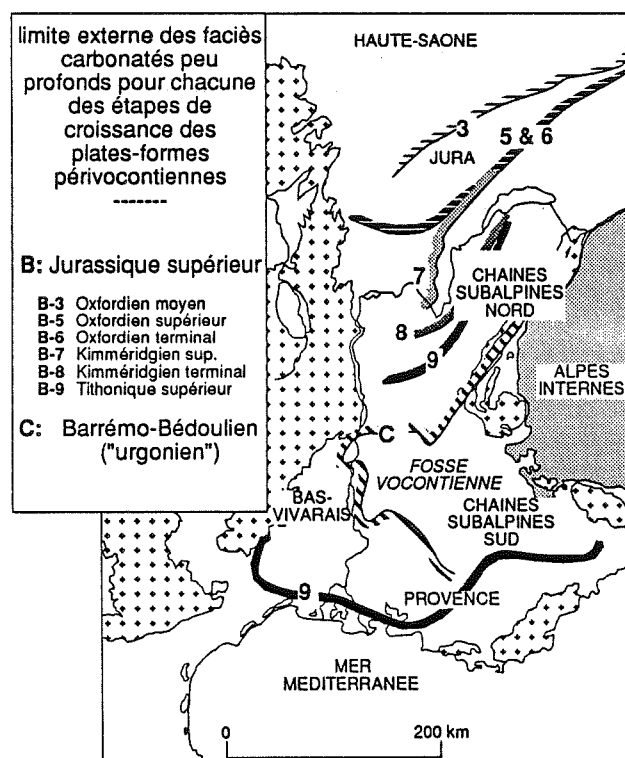 limite externe des faciès
carbonatés peu
profonds pour chacune
des étapes de
croissance des
plates-formes
périvocontiennes
-------
B: Jurassique supérieur
B-3 Oxfordien moyen
B-5 Oxfordien supérieur
B-6 Oxfordien terminal
B-7 Kimméridgien sup.
B-8 Kimméridgien terminal
B-9 Tithonique supérieur
C: Barrémo-Bédoulien
("urgonien")
HAUTE-SAONE
3
5 & 6
JURA
7
CHAINES
SUBALPINES
NORD
8
9
ALPES
INTERNES
C
FOSSE
VOCONTIENNE
BAS-
VIVARAIS
CHAINES
SUBALPINES
SUD
9
PROVENCE
MER
MEDITERRANEE
0 200 km